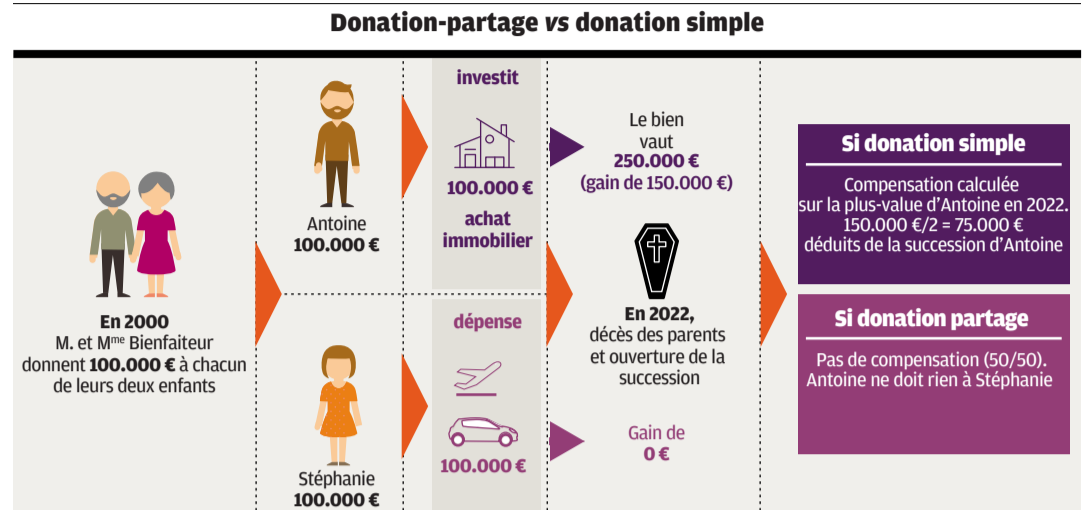 Donation-partage vs donation simple
En 2000
M. et Mme Bienfaiteur
donnent 100.000 € à chacun
de leurs deux enfants
Antoine
100.000 €
Stéphanie
100.000 €
investit
100.000 €
achat
immobilier
dépense
100.000 €
Le bien
vaut
250.000 €
(gain de 150.000 €)
En 2022,
décès des parents
et ouverture de la
succession
Gain de
0 €
Si donation simple
Compensation calculée
sur la plus-value d’Antoine en 2022.
150.000 €/2 = 75.000 €
déduits de la succession d’Antoine
Si donation partage
Pas de compensation (50/50).
Antoine ne doit rien à Stéphanie